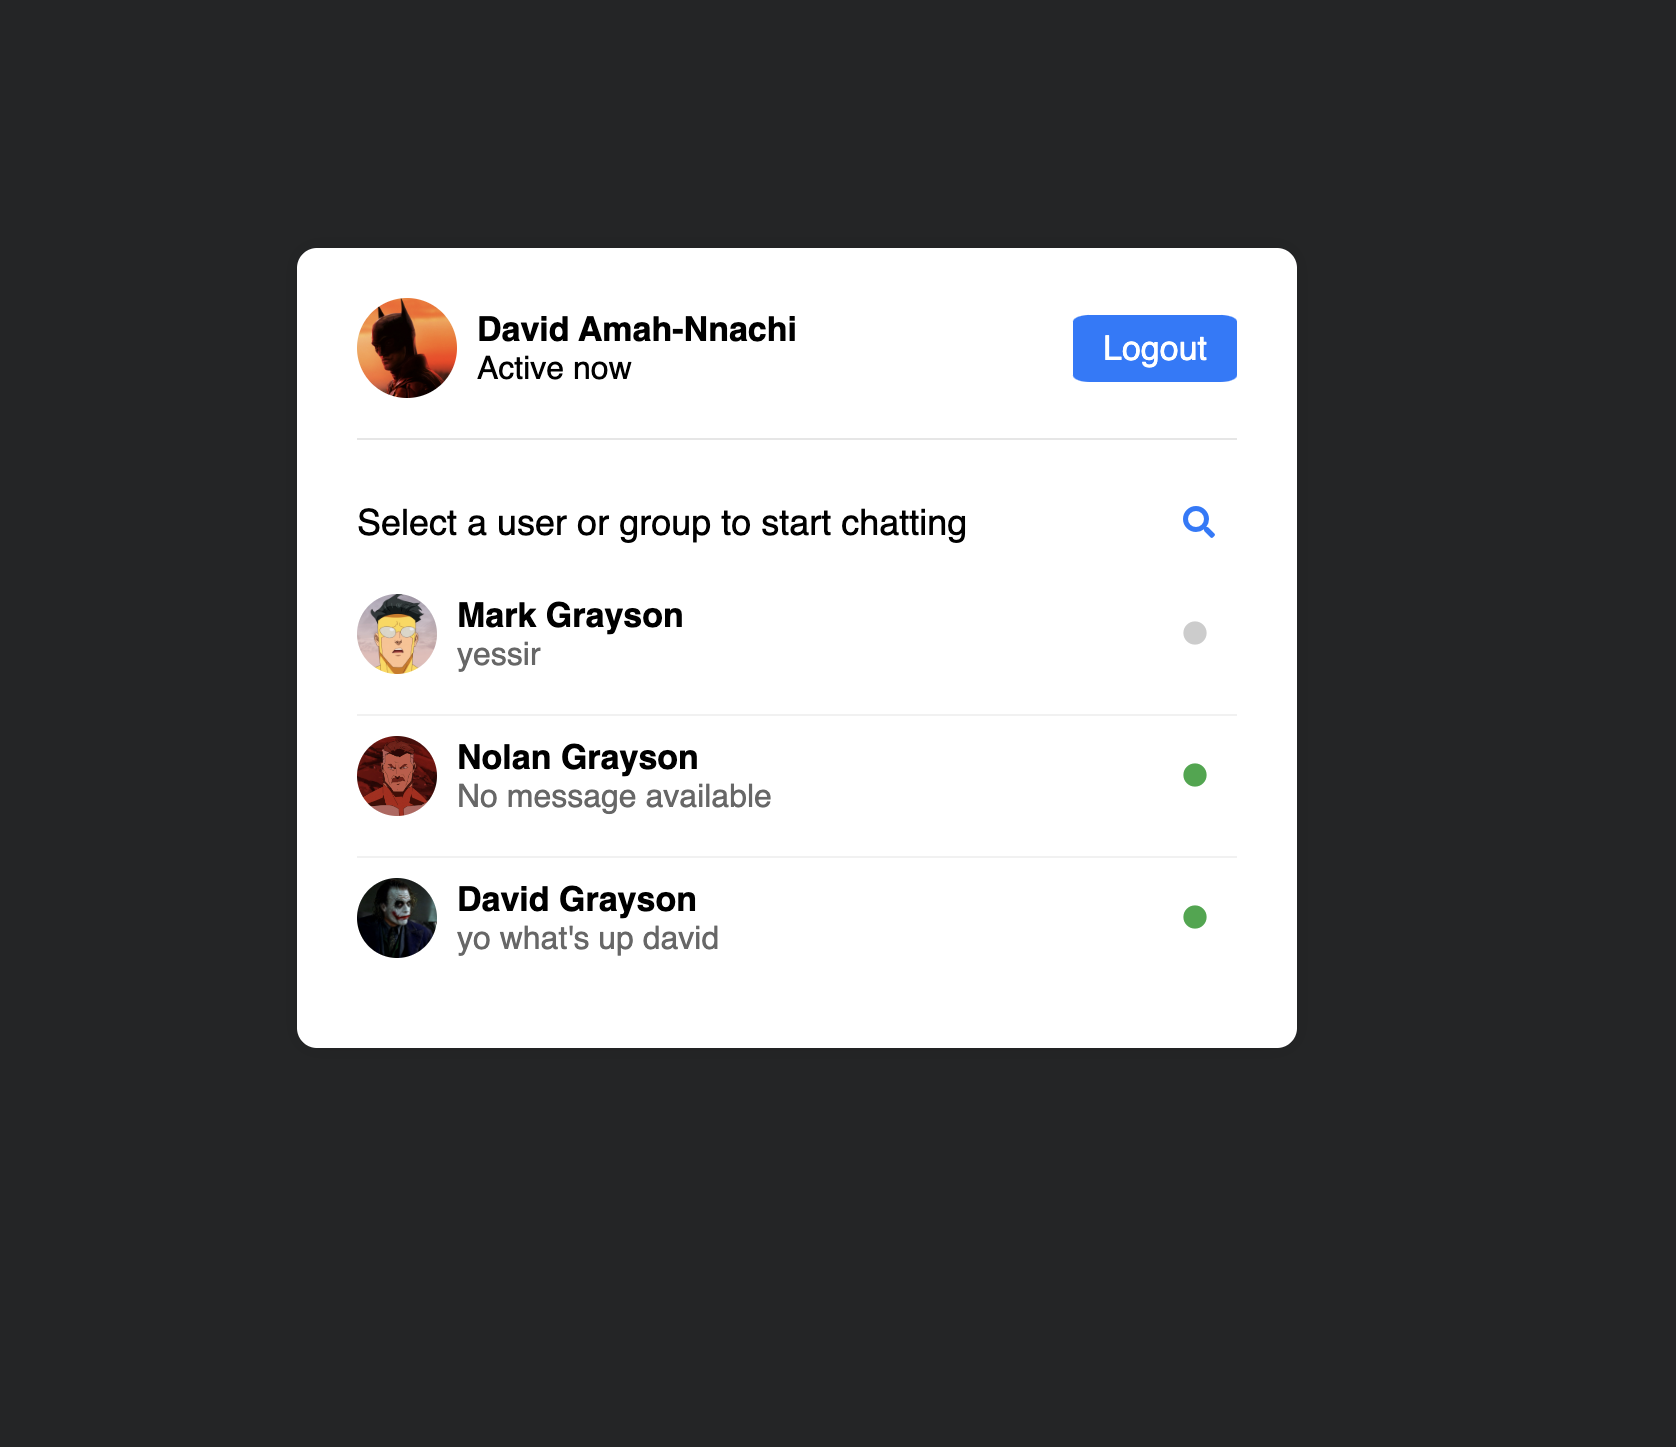 David Amah-Nnachi
Active now
Logout
Select a user or group to start chatting
Mark Grayson
yessir
Nolan Grayson
No message available
David Grayson
yo what's up david